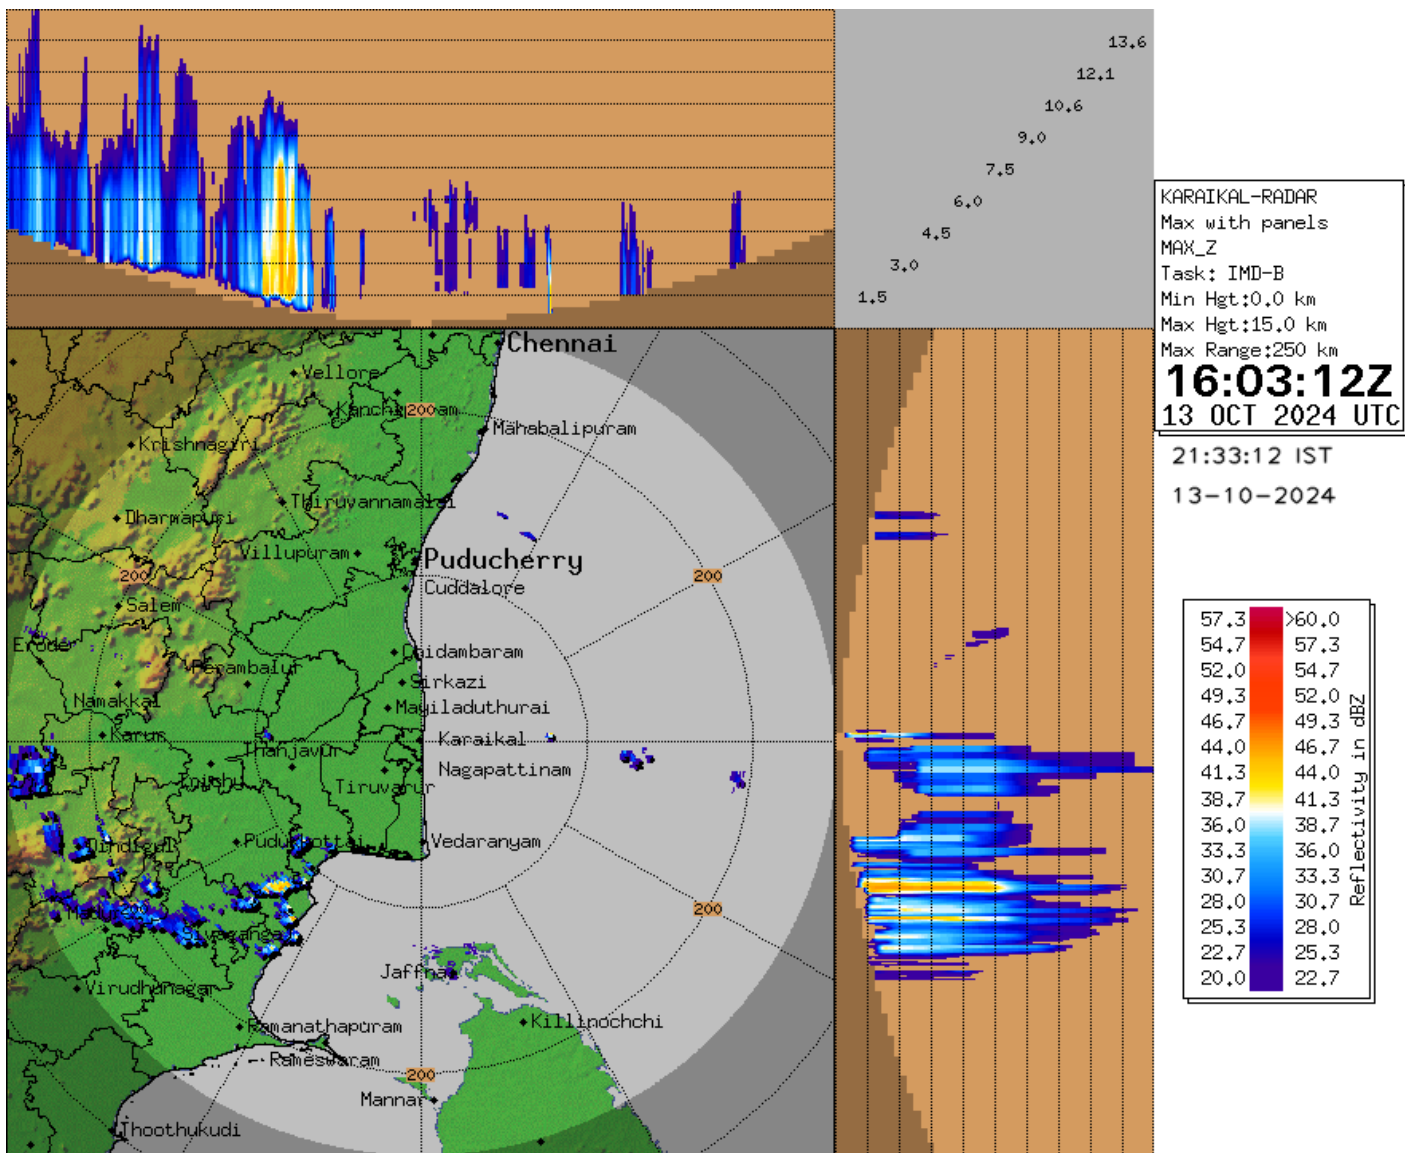 13.6
12.1
10.6
9.0
7.5
6.0
4.5
3.0
1.5
KARAIKAL-RADAR
Max with panels
MAX_Z
Task: IMD-B
Min Hgt:0.0 km
Max Hgt:15.0 km
Max Range:250 km
16:03:12Z
13 OCT 2024 UTC
21:33:12 IST
13-10-2024
Chennai
Vellore
200
Mahabalipuram
Krishnagiri
Thiruvannamalai
Dharmapuri
Villupuram
Puducherry
200
200
Cuddalore
Salem
Erode
Chidambaram
Perambalur
Sirkazi
Namakkal
Mayiladuthurai
Karur
Karaikal
Thanjavur
Nagapattinam
Tiruvarur
Dindigul
Pudukkottai
Vedaranyam
200
Sivaganga
Jaffna
Virudhunagar
Ramanathapuram
Killinochchi
Rameswaram
200
Mannar
Thoothukudi
57.3 >60.0
54.7 57.3
52.0 54.7
49.3 52.0
46.7 49.3
44.0 46.7
41.3 44.0
38.7 41.3
36.0 38.7
33.3 36.0
30.7 33.3
28.0 30.7
25.3 28.0
22.7 25.3
20.0 22.7
Reflectivity in dBZ